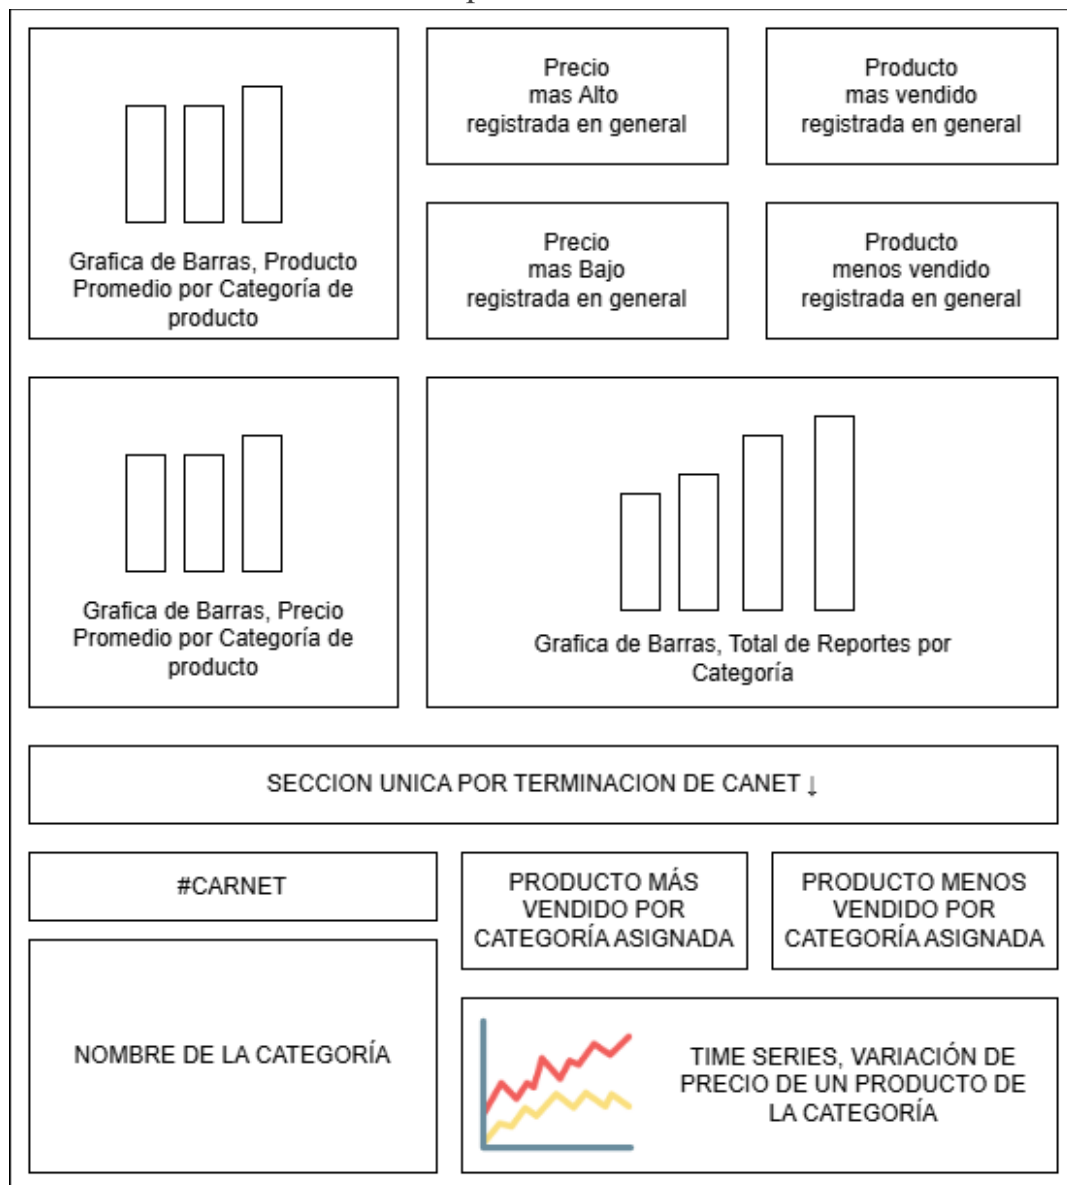 Grafica de Barras, Producto
Promedio por Categoría de
producto
Precio
mas Alto
registrada en general
Producto
mas vendido
registrada en general
Precio
mas Bajo
registrada en general
Producto
menos vendido
registrada en general
Grafica de Barras, Precio
Promedio por Categoría de
producto
Grafica de Barras, Total de Reportes por
Categoría
SECCION UNICA POR TERMINACION DE CANET ↓
#CARNET
PRODUCTO MÁS
VENDIDO POR
CATEGORÍA ASIGNADA
PRODUCTO MENOS
VENDIDO POR
CATEGORÍA ASIGNADA
NOMBRE DE LA CATEGORÍA
TIME SERIES, VARIACIÓN DE
PRECIO DE UN PRODUCTO DE
LA CATEGORÍA